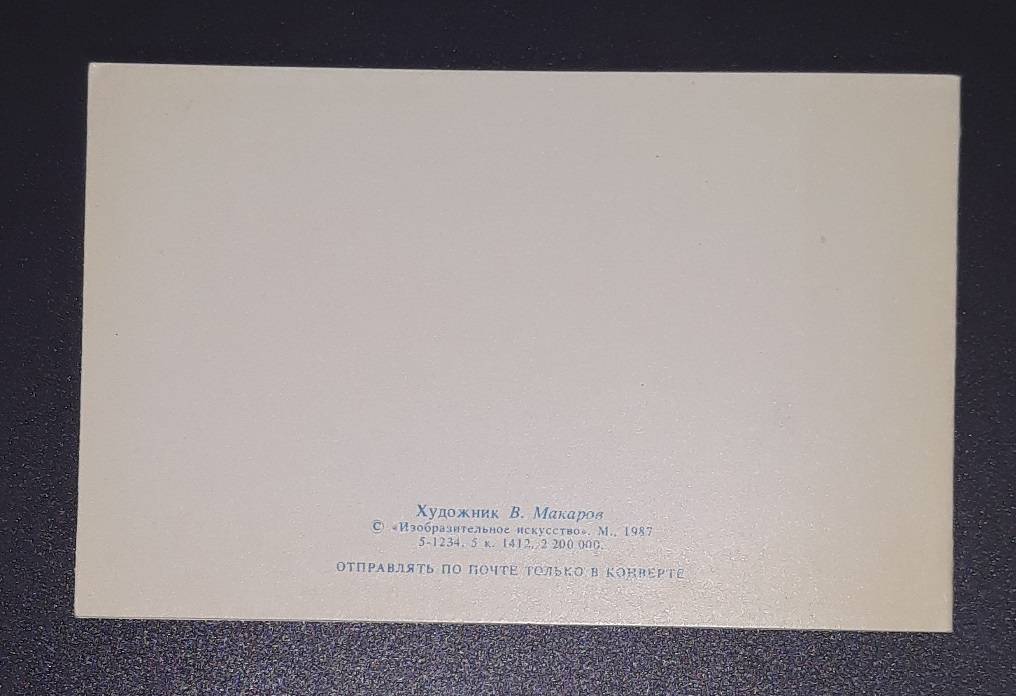 Художник В. Макаров
© «Изобразительное искусство». М., 1987
5-1234. 5 к. 1412. 2 200 000.
ОТПРАВЛЯТЬ ПО ПОЧТЕ ТОЛЬКО В КОНВЕРТЕ